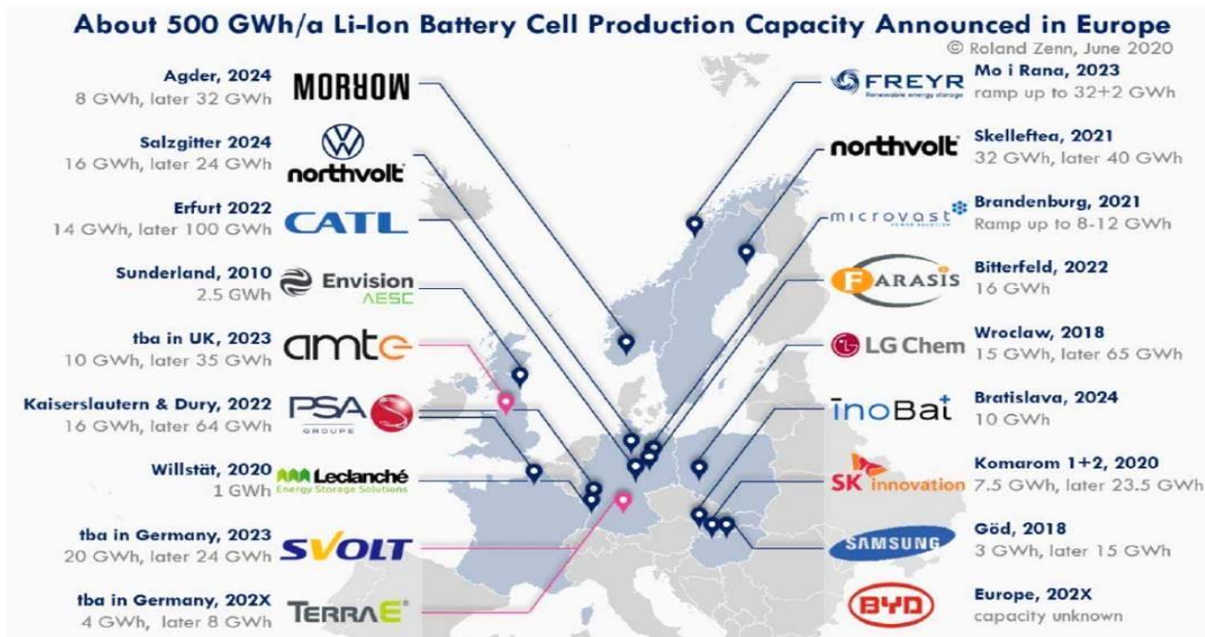 About 500 GWh/a Li-Ion Battery Cell Production Capacity Announced in Europe
© Roland Zenn, June 2020
Agder, 2024
8 GWh, later 32 GWh
MORROW
Salzgitter 2024
16 GWh, later 24 GWh
northvolt
Erfurt 2022
14 GWh, later 100 GWh
CATL
Sunderland, 2010
2.5 GWh
Envision
AESC
tba in UK, 2023
10 GWh, later 35 GWh
amte
Kaiserslautern & Dury, 2022
16 GWh, later 64 GWh
PSA
GROUPE
Willstät, 2020
1 GWh
Leclanché
Energy Storage Solutions
tba in Germany, 2023
20 GWh, later 24 GWh
SVOLT
tba in Germany, 202X
4 GWh, later 8 GWh
TERRAE
FREYR
Renewable energy storage
Mo i Rana, 2023
ramp up to 32+2 GWh
northvolt
Skelleftea, 2021
32 GWh, later 40 GWh
microvast
POWER SOLUTION
Brandenburg, 2021
Ramp up to 8-12 GWh
FARASIS
Bitterfeld, 2022
16 GWh
LG Chem
Wroclaw, 2018
15 GWh, later 65 GWh
inoBat
Bratislava, 2024
10 GWh
SK innovation
Komarom 1+2, 2020
7.5 GWh, later 23.5 GWh
SAMSUNG
Göd, 2018
3 GWh, later 15 GWh
BYD
Europe, 202X
capacity unknown